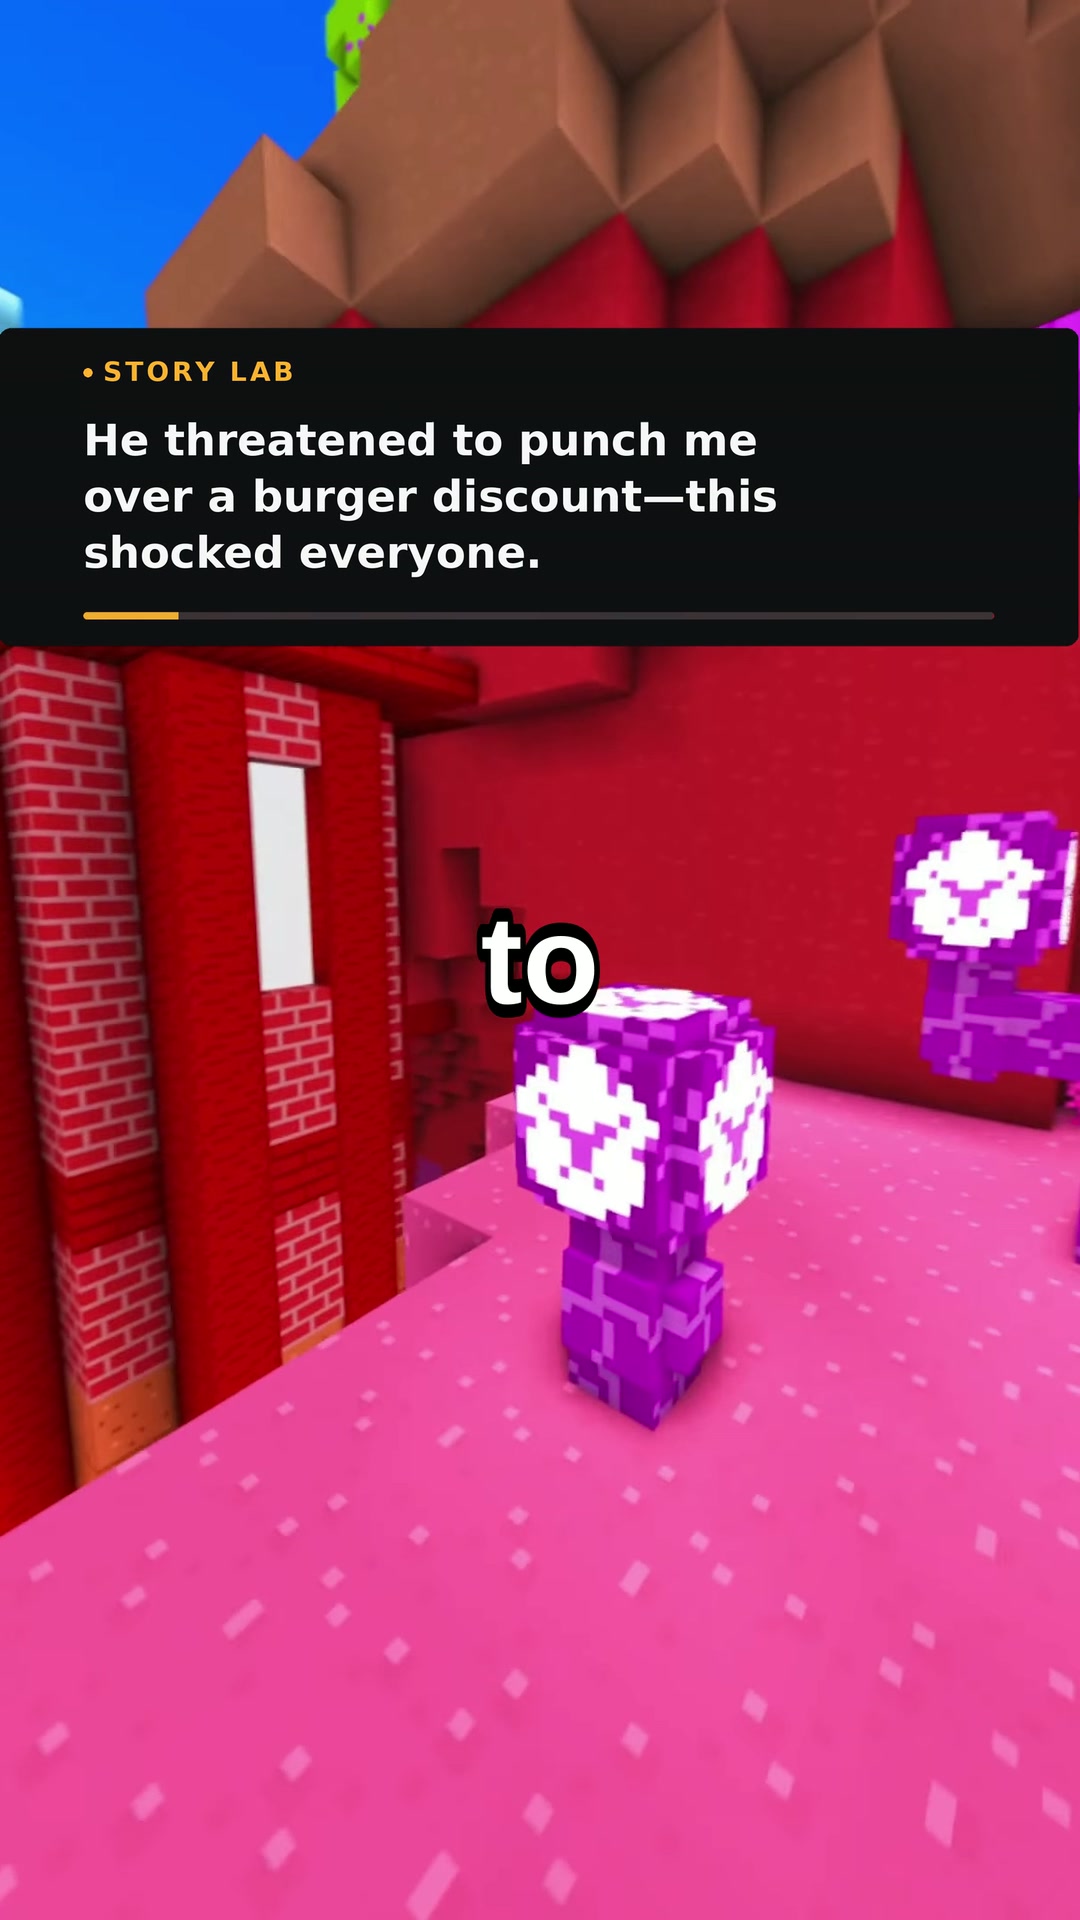 • STORY LAB
He threatened to punch me
over a burger discount—this
shocked everyone.
to